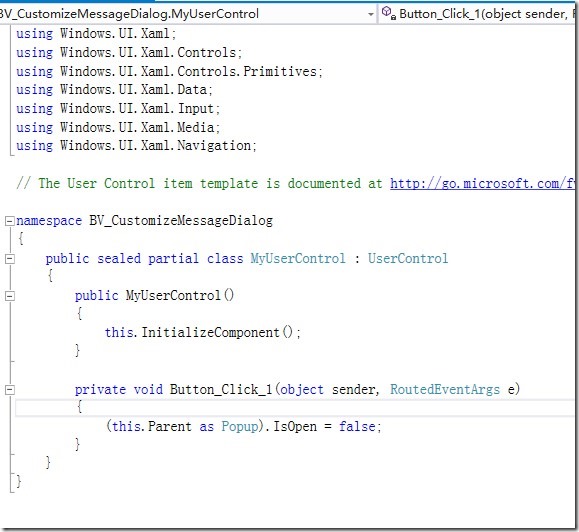 BV_CustomizeMessageDialog.MyUserControl
Button_Click_1(object sender,
using Windows.UI.Xaml;
using Windows.UI.Xaml.Controls;
using Windows.UI.Xaml.Controls.Primitives;
using Windows.UI.Xaml.Data;
using Windows.UI.Xaml.Input;
using Windows.UI.Xaml.Media;
using Windows.UI.Xaml.Navigation;
// The User Control item template is documented at http://go.microsoft.com/
namespace BV_CustomizeMessageDialog
{
public sealed partial class MyUserControl : UserControl
{
public MyUserControl()
{
this.InitializeComponent();
}
private void Button_Click_1(object sender, RoutedEventArgs e)
{
(this.Parent as Popup).IsOpen = false;
}
}
}